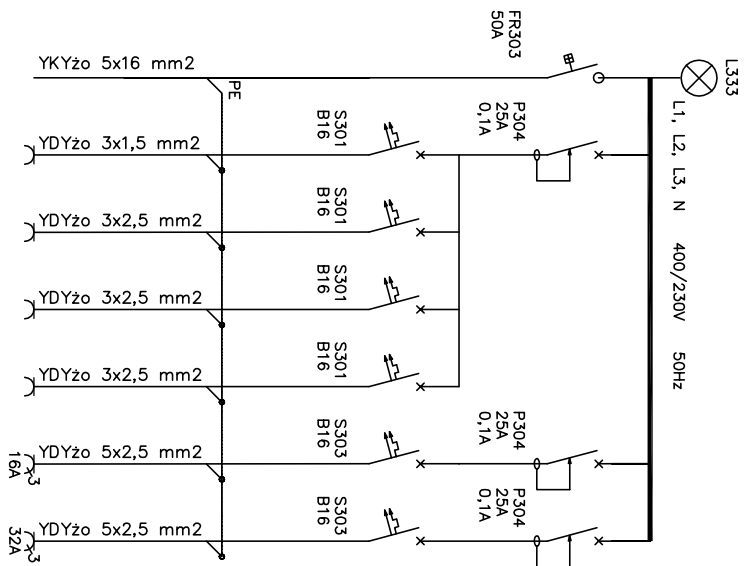 L333
FR303
50A
L1, L2, L3, N 400/230V 50Hz
YKYżo 5x16 mm2
PE
P304
25A
0,1A
S301
B16
YDYżo 3x1,5 mm2
S301
B16
YDYżo 3x2,5 mm2
S301
B16
YDYżo 3x2,5 mm2
S301
B16
YDYżo 3x2,5 mm2
P304
25A
0,1A
S303
B16
YDYżo 5x2,5 mm2
3
16A
P304
25A
0,1A
S303
B16
YDYżo 5x2,5 mm2
3
32A